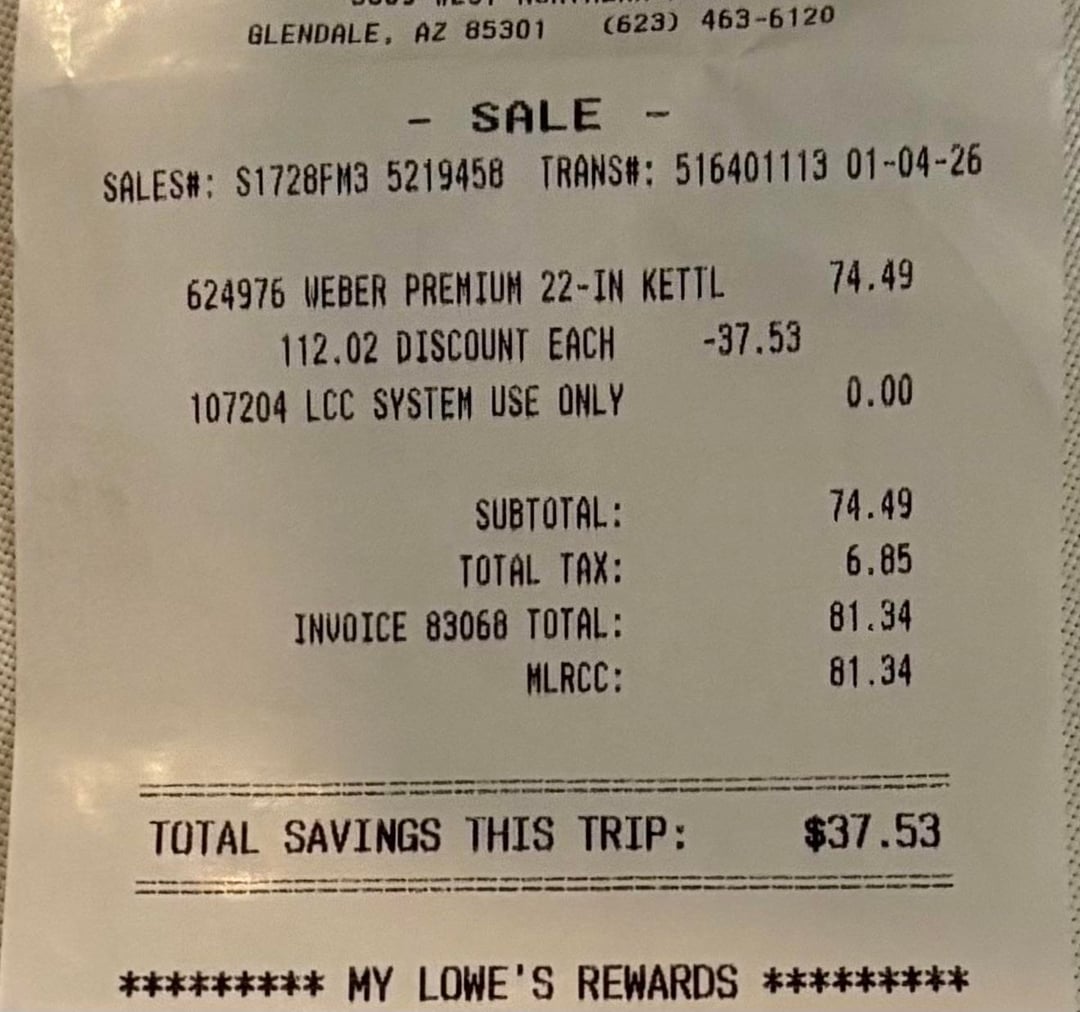 GLENDALE, AZ 85301 (623) 463-6120
- SALE -
SALES#: S1728FM3 5219458 TRANS#: 516401113 01-04-26
624976 WEBER PREMIUM 22-IN KETTL 74.49
112.02 DISCOUNT EACH -37.53
107204 LCC SYSTEM USE ONLY 0.00
SUBTOTAL: 74.49
TOTAL TAX: 6.85
INVOICE 83068 TOTAL: 81.34
MLRCC: 81.34
TOTAL SAVINGS THIS TRIP: $37.53
********* MY LOWE'S REWARDS *********